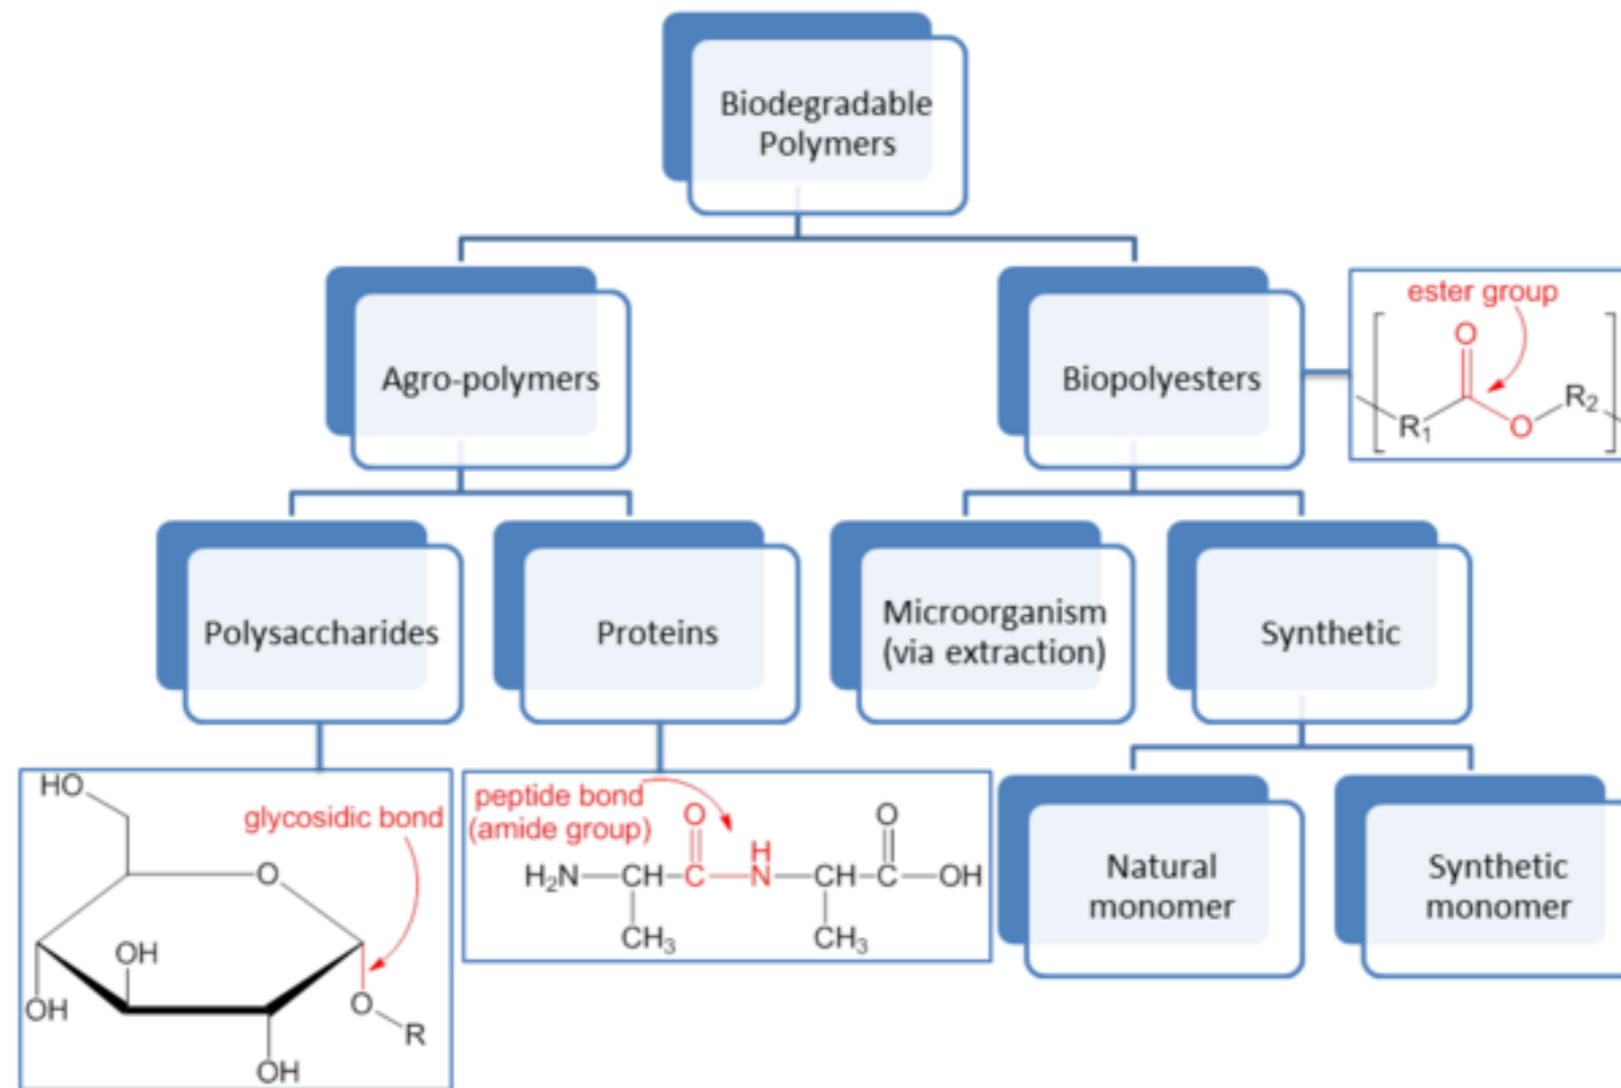 Biodegradable
Polymers
Agro-polymers
Biopolyesters
ester group
O
R1
O
R2
Polysaccharides
Proteins
Microorganism
(via extraction)
Synthetic
HO
glycosidic bond
O
OH
OH
O
R
OH
peptide bond
(amide group)
O
O
H
H2N CH C N CH C OH
CH3
CH3
Natural
monomer
Synthetic
monomer